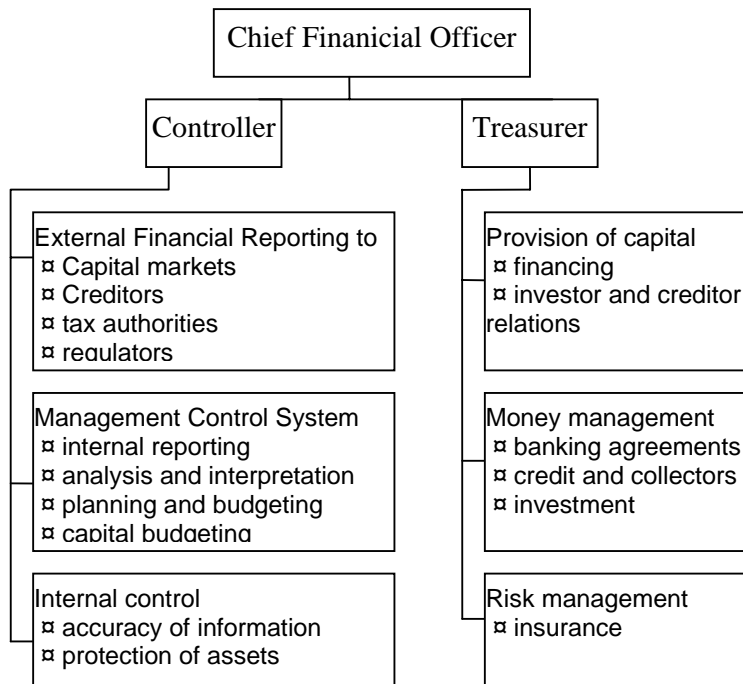 Chief Finanicial Officer
Controller
Treasurer
External Financial Reporting to
¤ Capital markets
¤ Creditors
¤ tax authorities
¤ regulators
Management Control System
¤ internal reporting
¤ analysis and interpretation
¤ planning and budgeting
¤ capital budgeting
Internal control
¤ accuracy of information
¤ protection of assets
Provision of capital
¤ financing
¤ investor and creditor
relations
Money management
¤ banking agreements
¤ credit and collectors
¤ investment
Risk management
¤ insurance